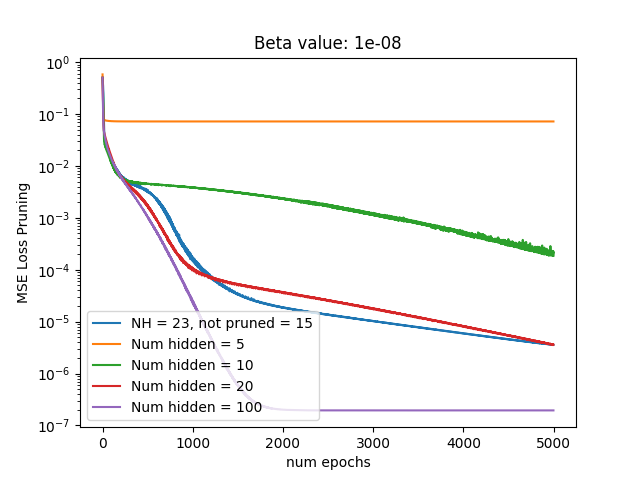 Beta value: 1e-08
MSE Loss Pruning
10^0
10^-1
10^-2
10^-3
10^-4
10^-5
10^-6
10^-7
NH = 23, not pruned = 15
Num hidden = 5
Num hidden = 10
Num hidden = 20
Num hidden = 100
0 1000 2000 3000 4000 5000
num epochs